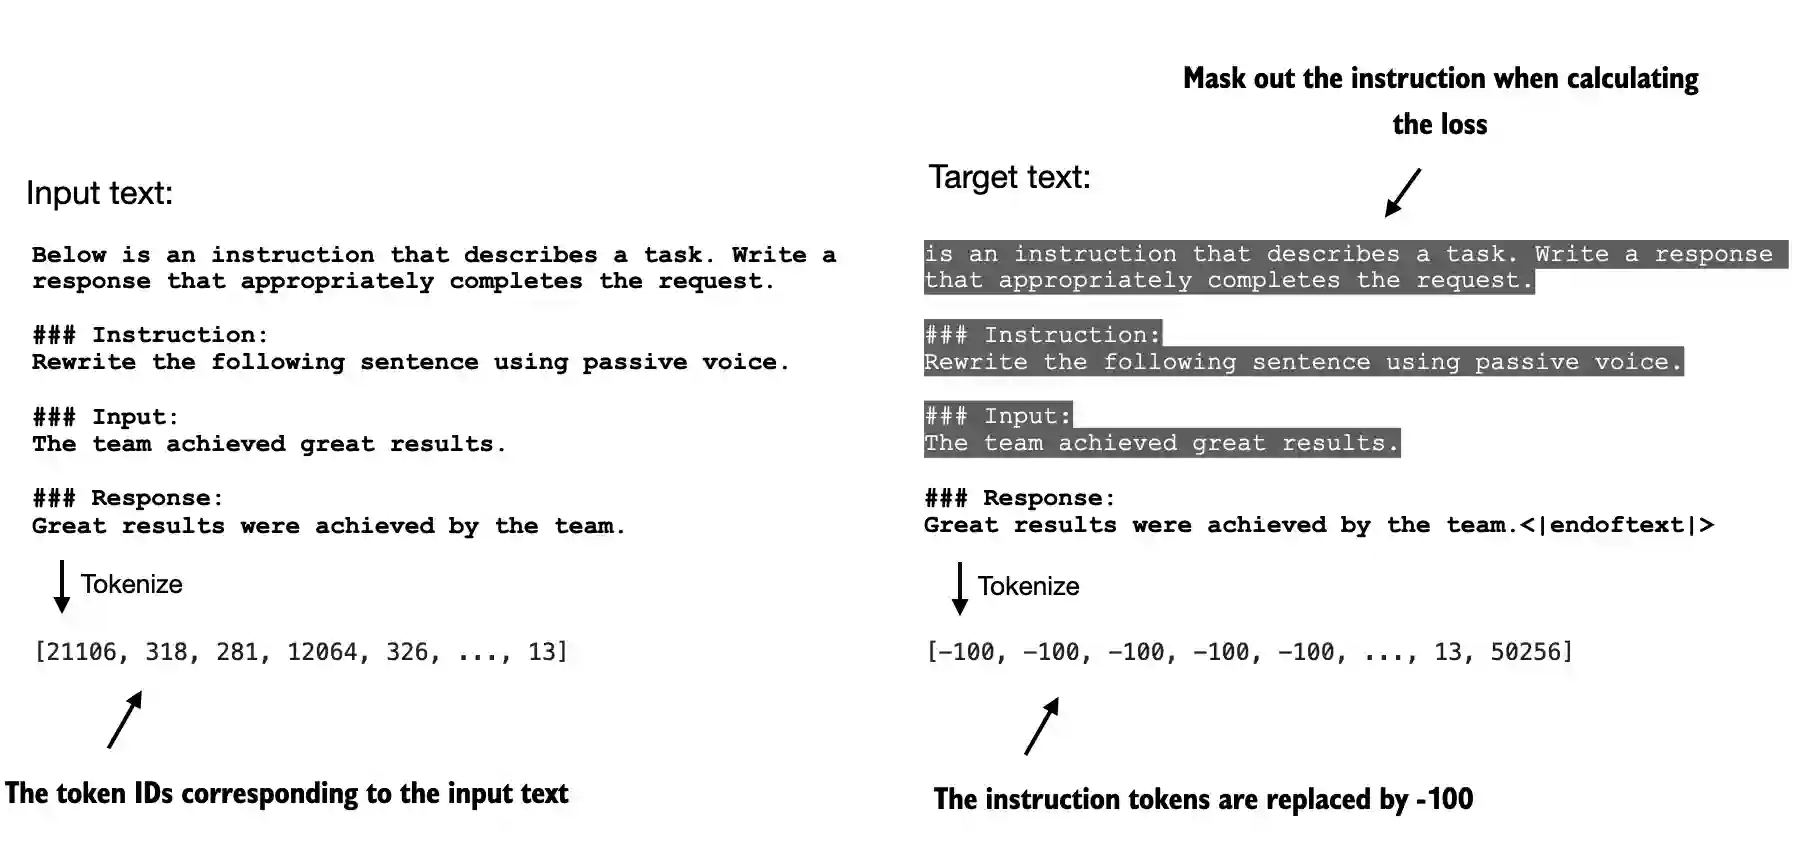 Mask out the instruction when calculating
the loss
Input text:
Below is an instruction that describes a task. Write a
response that appropriately completes the request.
### Instruction:
Rewrite the following sentence using passive voice.
### Input:
The team achieved great results.
### Response:
Great results were achieved by the team.
Tokenize
[21106, 318, 281, 12064, 326, ..., 13]
The token IDs corresponding to the input text
Target text:
is an instruction that describes a task. Write a response
that appropriately completes the request.
### Instruction:
Rewrite the following sentence using passive voice.
### Input:
The team achieved great results.
### Response:
Great results were achieved by the team.<|endoftext|>
Tokenize
[-100, -100, -100, -100, -100, ..., 13, 50256]
The instruction tokens are replaced by -100